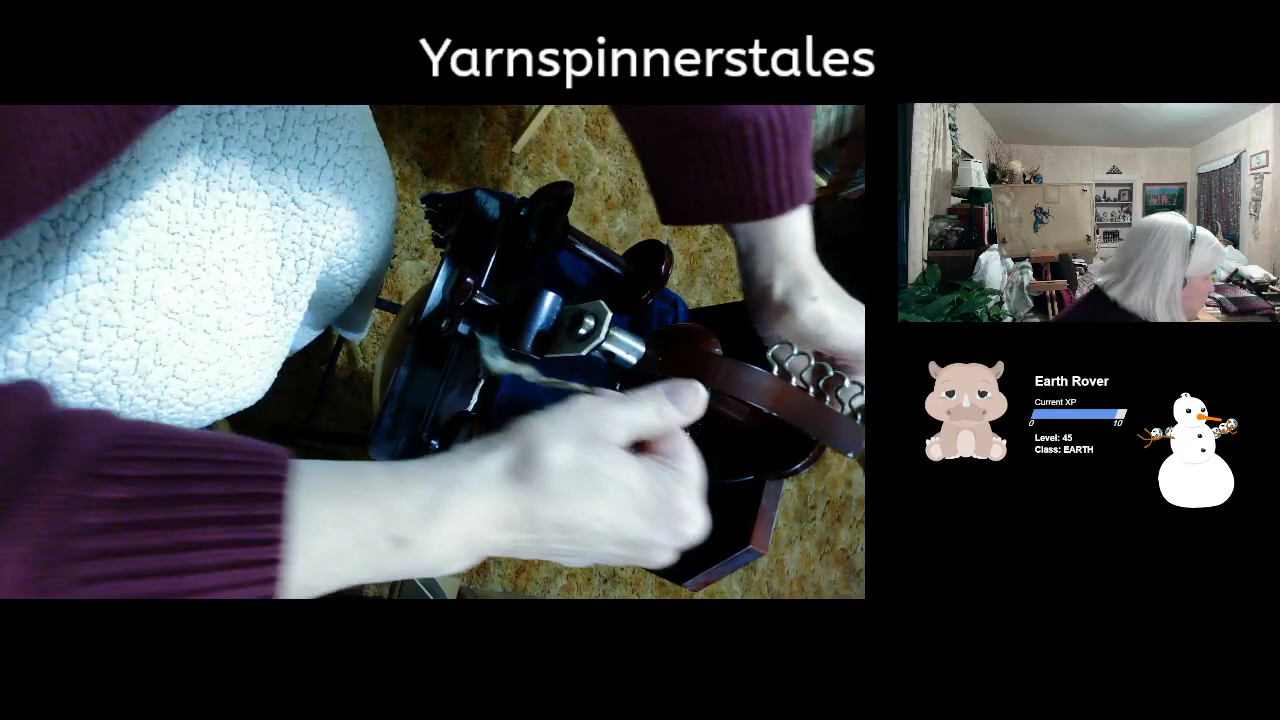 Yarnspinnerstales
Earth Rover
Current XP
0 10
Level: 45
Class: EARTH